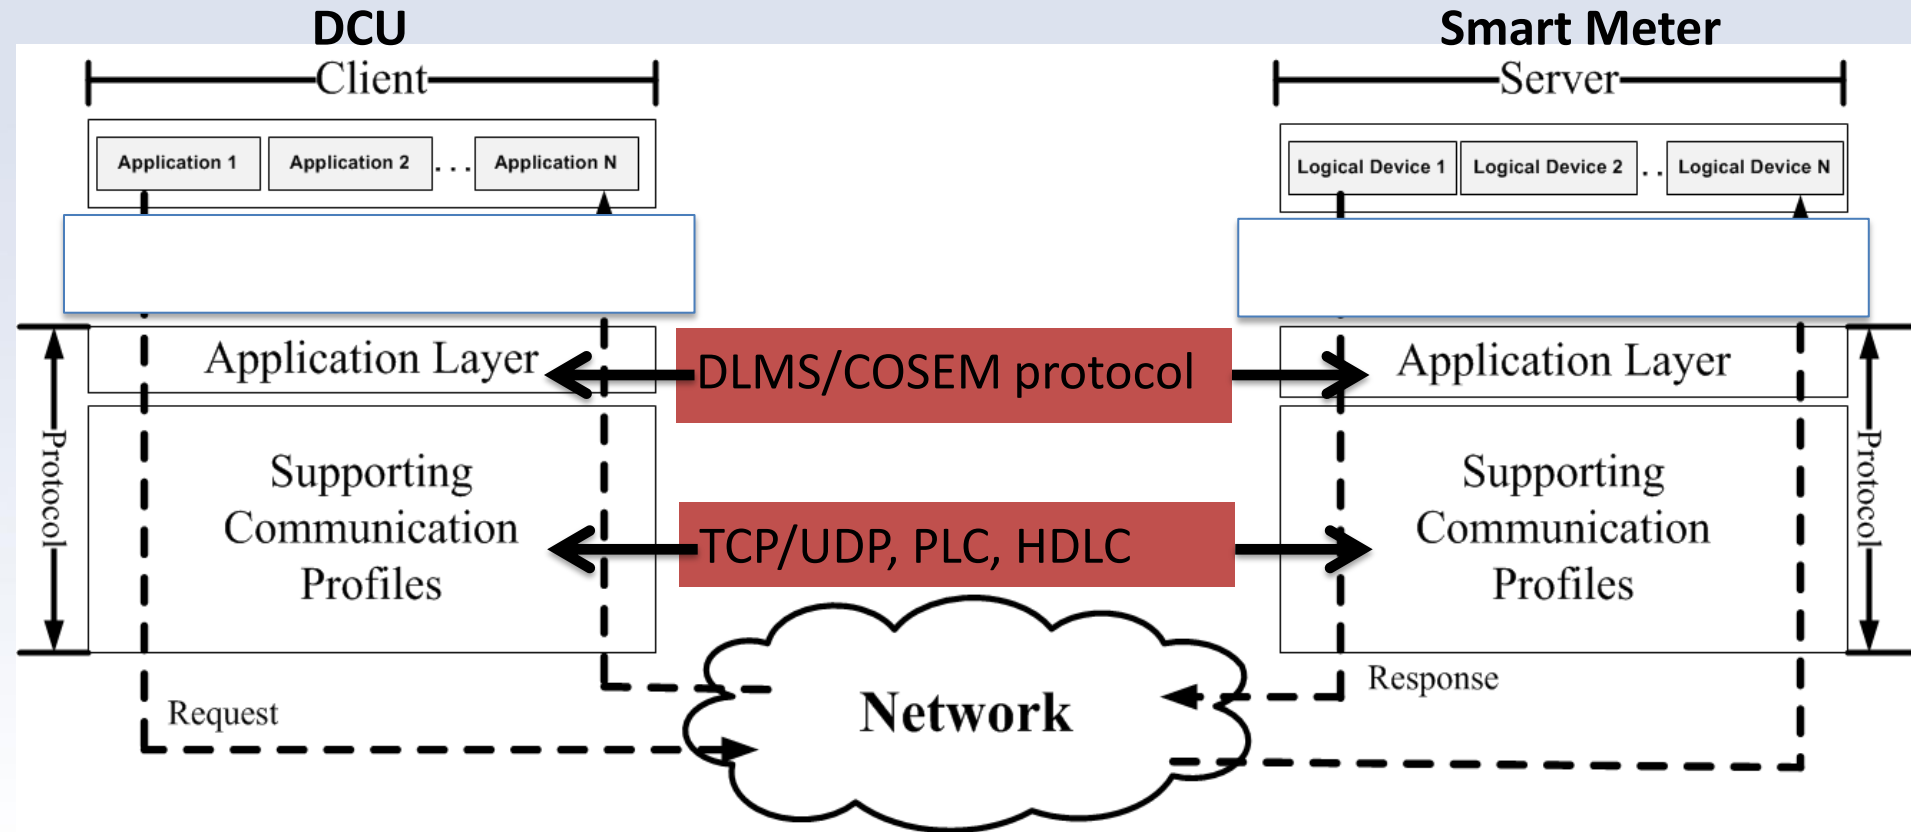 DCU
Smart Meter
Client
Server
Application 1
Application 2
. . .
Application N
Logical Device 1
Logical Device 2
. .
Logical Device N
Application Layer
DLMS/COSEM protocol
Application Layer
Protocol
Supporting
Communication
Profiles
TCP/UDP, PLC, HDLC
Supporting
Communication
Profiles
Protocol
Request
Network
Response